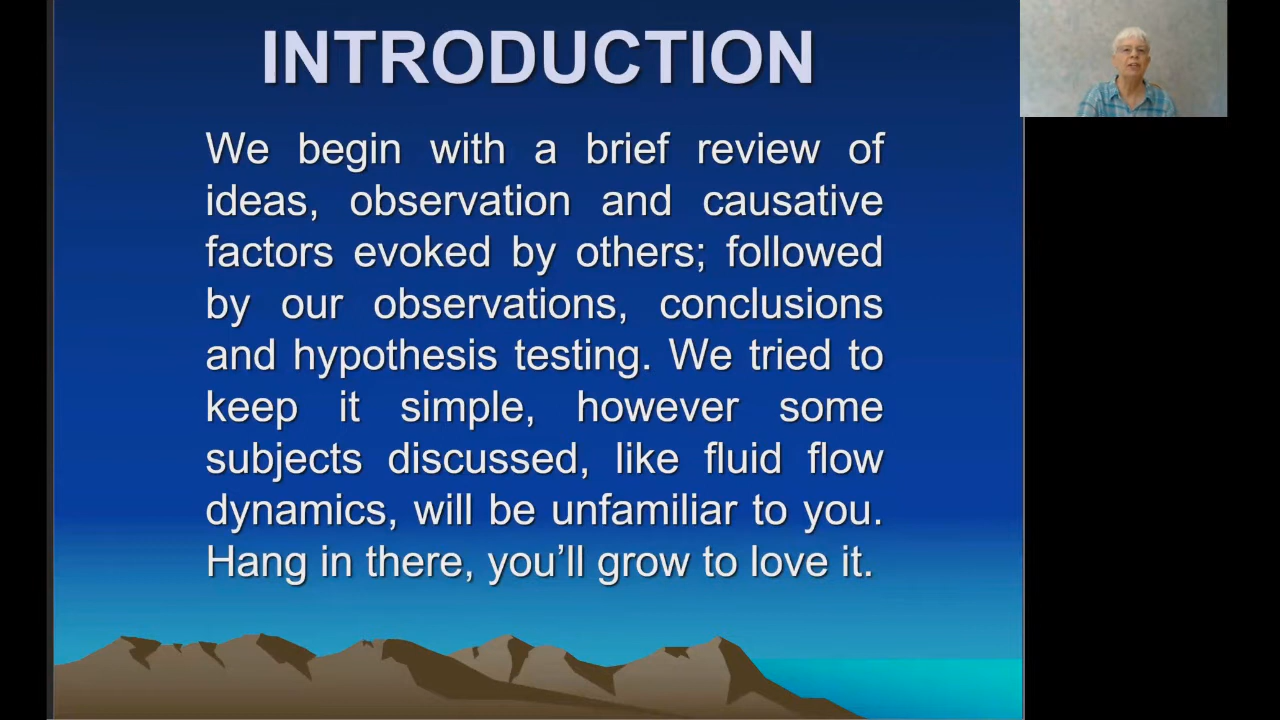 INTRODUCTION
We begin with a brief review of
ideas, observation and causative
factors evoked by others; followed
by our observations, conclusions
and hypothesis testing. We tried to
keep it simple, however some
subjects discussed, like fluid flow
dynamics, will be unfamiliar to you.
Hang in there, you’ll grow to love it.